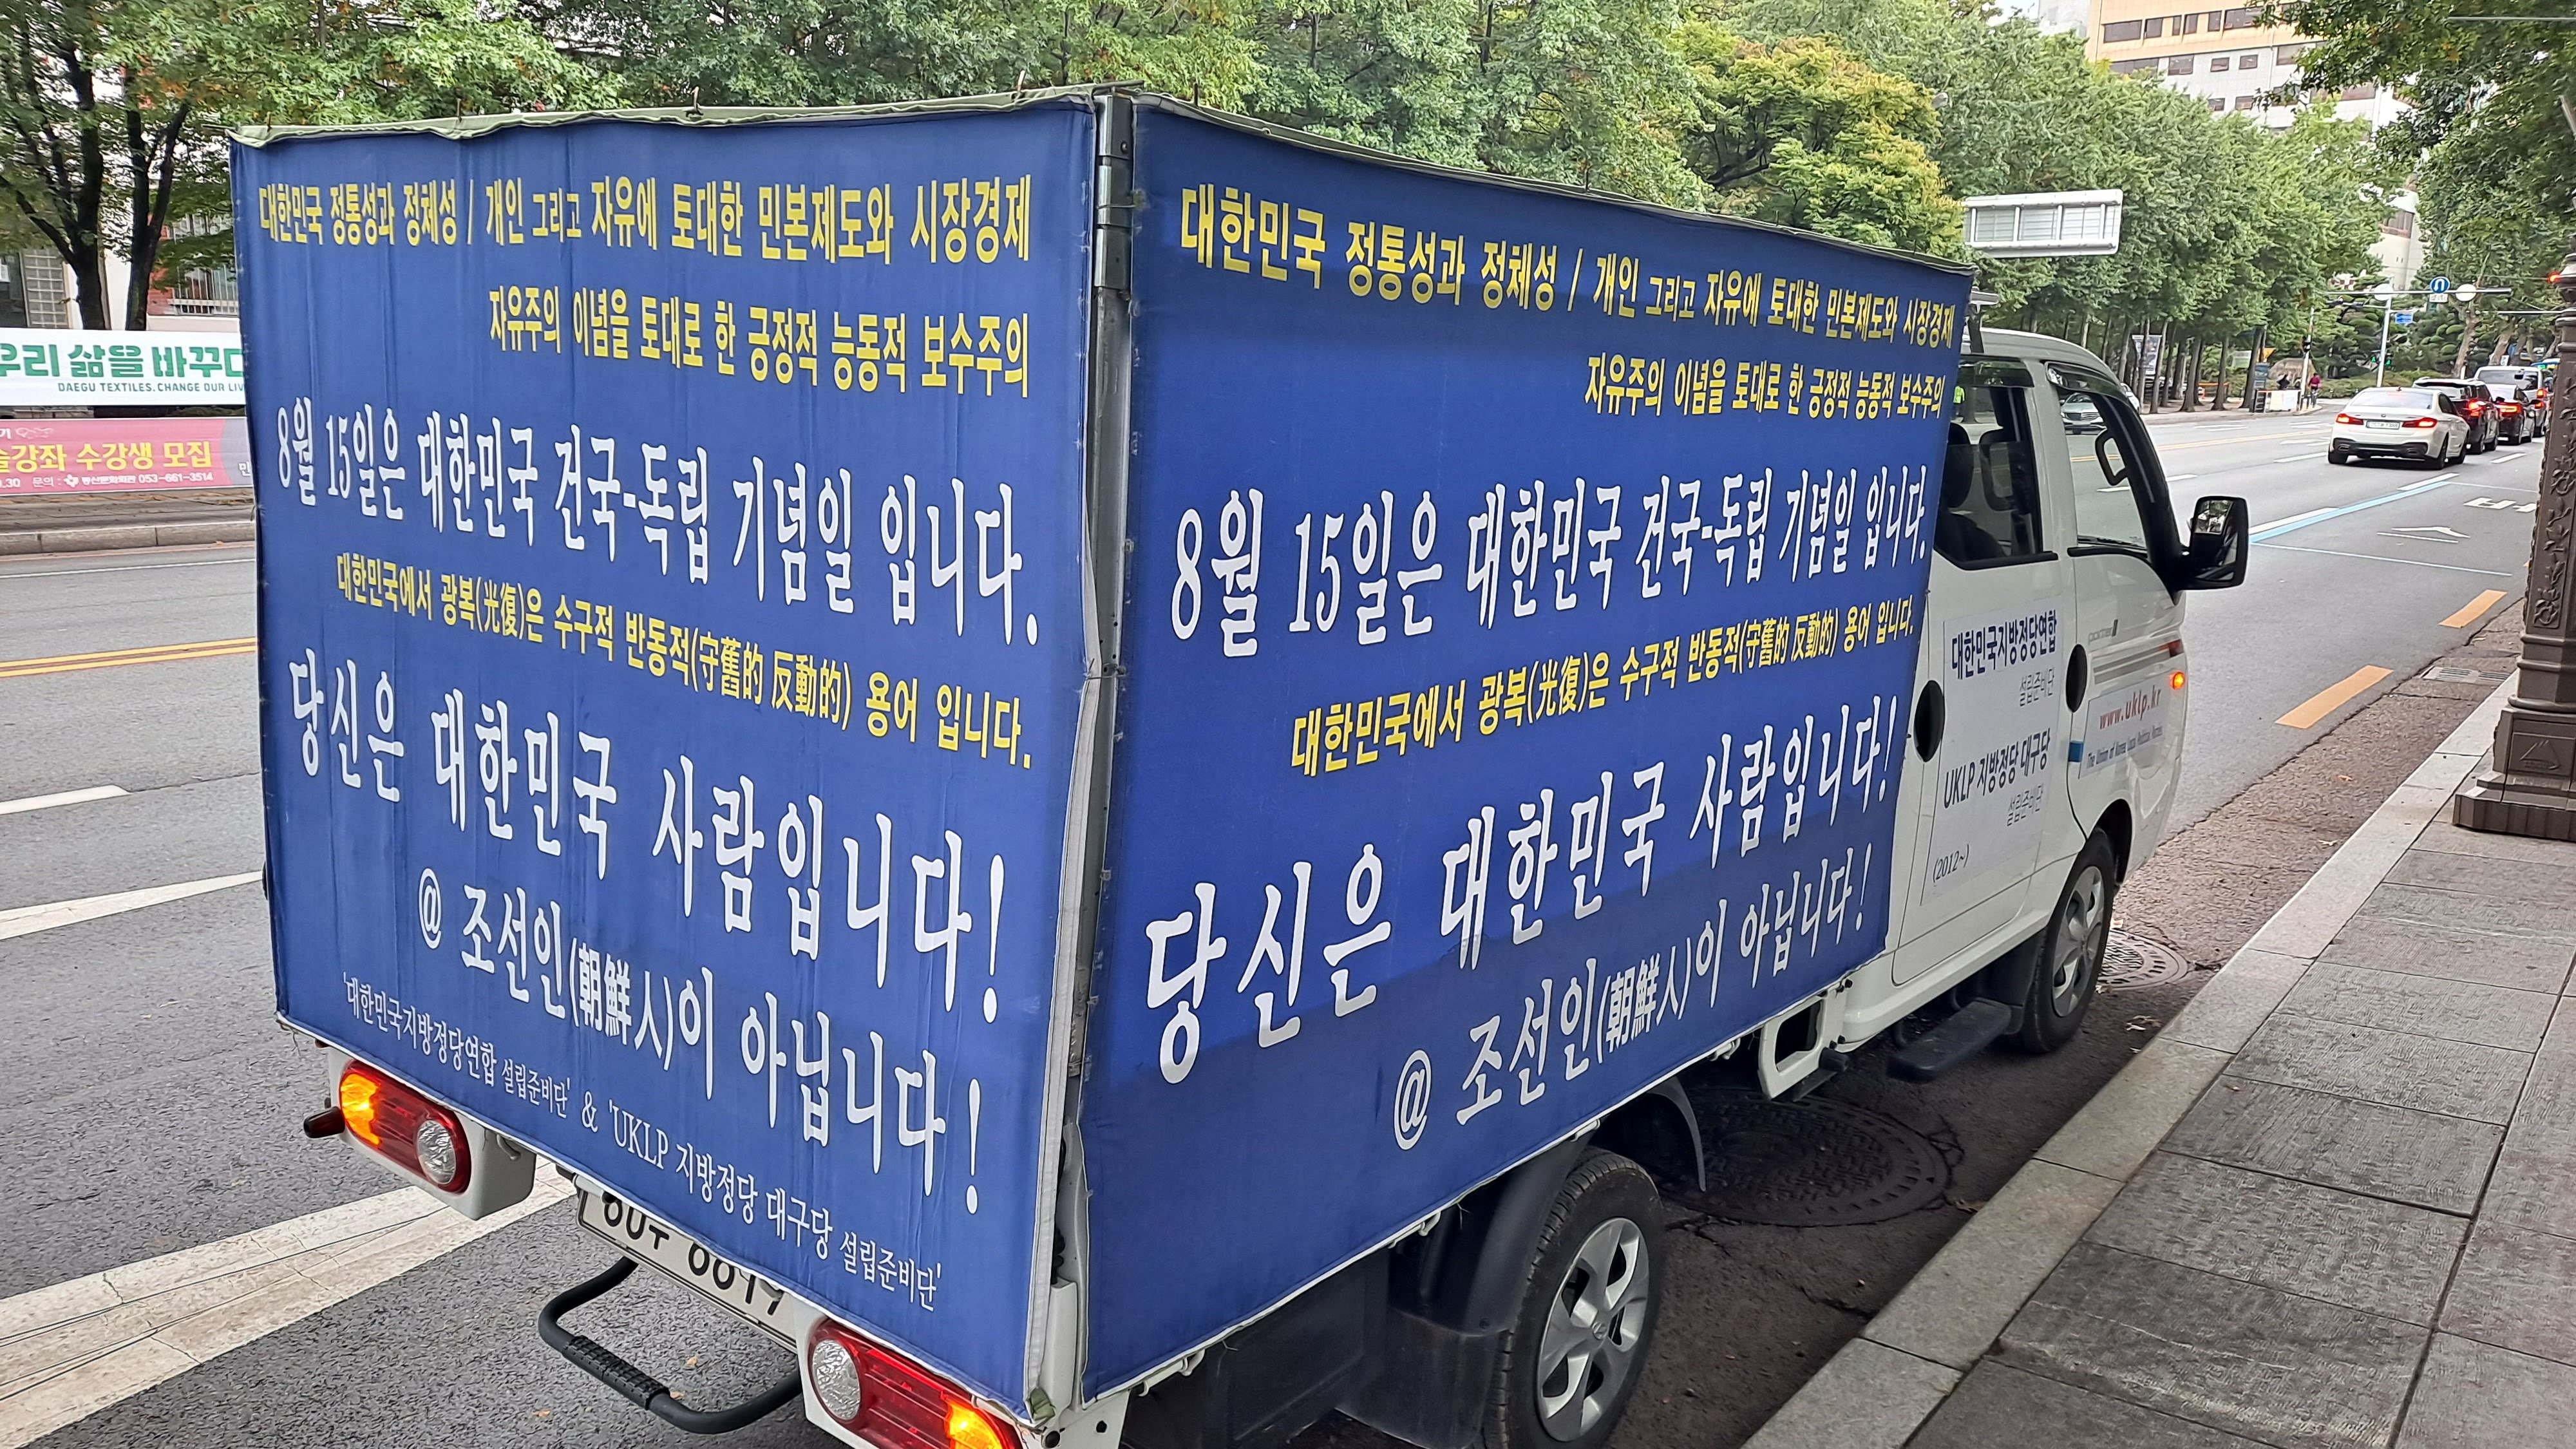 대한민국 정통성과 정체성 / 개인 그리고 자유에 토대한 민본제도와 시장경제
자유주의 이념을 토대로 한 긍정적 능동적 보수주의
8월 15일은 대한민국 건국-독립 기념일 입니다.
대한민국에서 광복(光復)은 수구적 반동적(守舊的 反動的) 용어 입니다.
당신은 대한민국 사람입니다!
@ 조선인(朝鮮人)이 아닙니다!
'대한민국지방정당연합 설립준비단' & 'UKLP 지방정당 대구당 설립준비단'
대한민국 정통성과 정체성 / 개인 그리고 자유에 토대한 민본제도와 시장경제
자유주의 이념을 토대로 한 긍정적 능동적 보수주의
8월 15일은 대한민국 건국-독립 기념일 입니다.
대한민국에서 광복(光復)은 수구적 반동적(守舊的 反動的) 용어 입니다.
당신은 대한민국 사람입니다!
@ 조선인(朝鮮人)이 아닙니다!
대한민국지방정당연합
설립준비단
UKLP 지방정당 대구당
설립준비단
(2012~)
www.uklp.kr
The Union of Korea Local Political Parties
우리 삶을 바꾸다
DAEGU TEXTILES, CHANGE OUR
술강좌 수강생 모집
.30 문의 : 053-661-3514